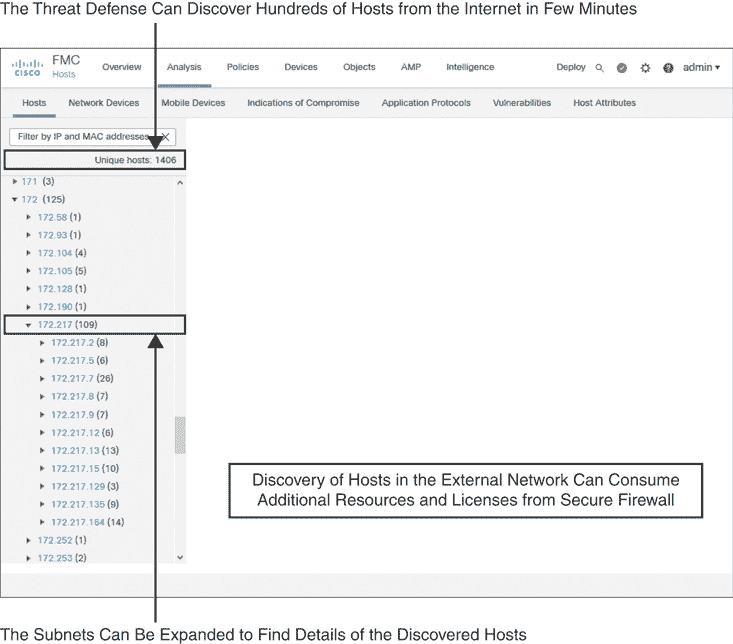 The Threat Defense Can Discover Hundreds of Hosts from the Internet in Few Minutes
CISCO FMC Hosts Overview Analysis Policies Devices Objects AMP Intelligence Deploy admin
Hosts Network Devices Mobile Devices Indications of Compromise Application Protocols Vulnerabilities Host Attributes
Filter by IP and MAC addresses X
Unique hosts: 1406
171 (3)
172 (125)
172.58 (1)
172.93 (1)
172.104 (4)
172.105 (5)
172.128 (1)
172.190 (1)
172.217 (109)
172.217.2 (8)
172.217.5 (6)
172.217.7 (26)
172.217.8 (7)
172.217.9 (7)
172.217.12 (6)
172.217.13 (13)
172.217.15 (10)
172.217.129 (3)
172.217.135 (9)
172.217.164 (14)
172.252 (1)
172.253 (2)
Discovery of Hosts in the External Network Can Consume
Additional Resources and Licenses from Secure Firewall
The Subnets Can Be Expanded to Find Details of the Discovered Hosts